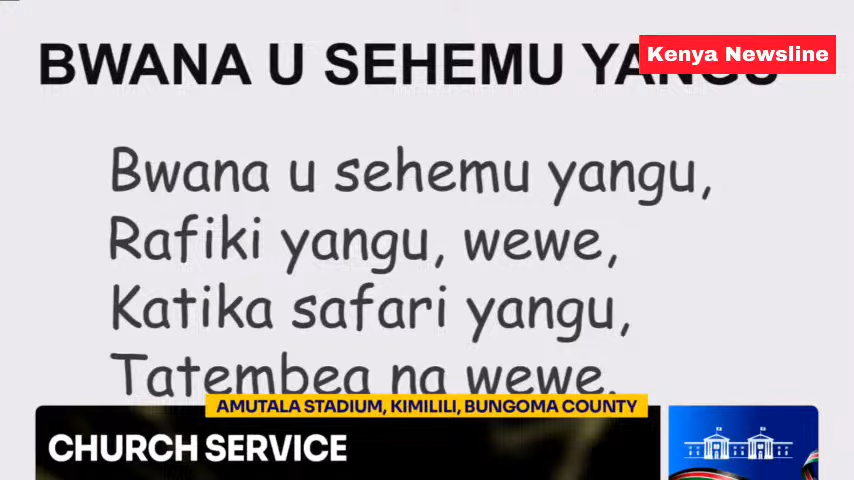 BWANA U SEHEMU YANGU
Kenya Newsline
Bwana u sehemu yangu,
Rafiki yangu, wewe,
Katika safari yangu,
Tatembea na wewe.
AMUTALA STADIUM, KIMILILI, BUNGOMA COUNTY
CHURCH SERVICE